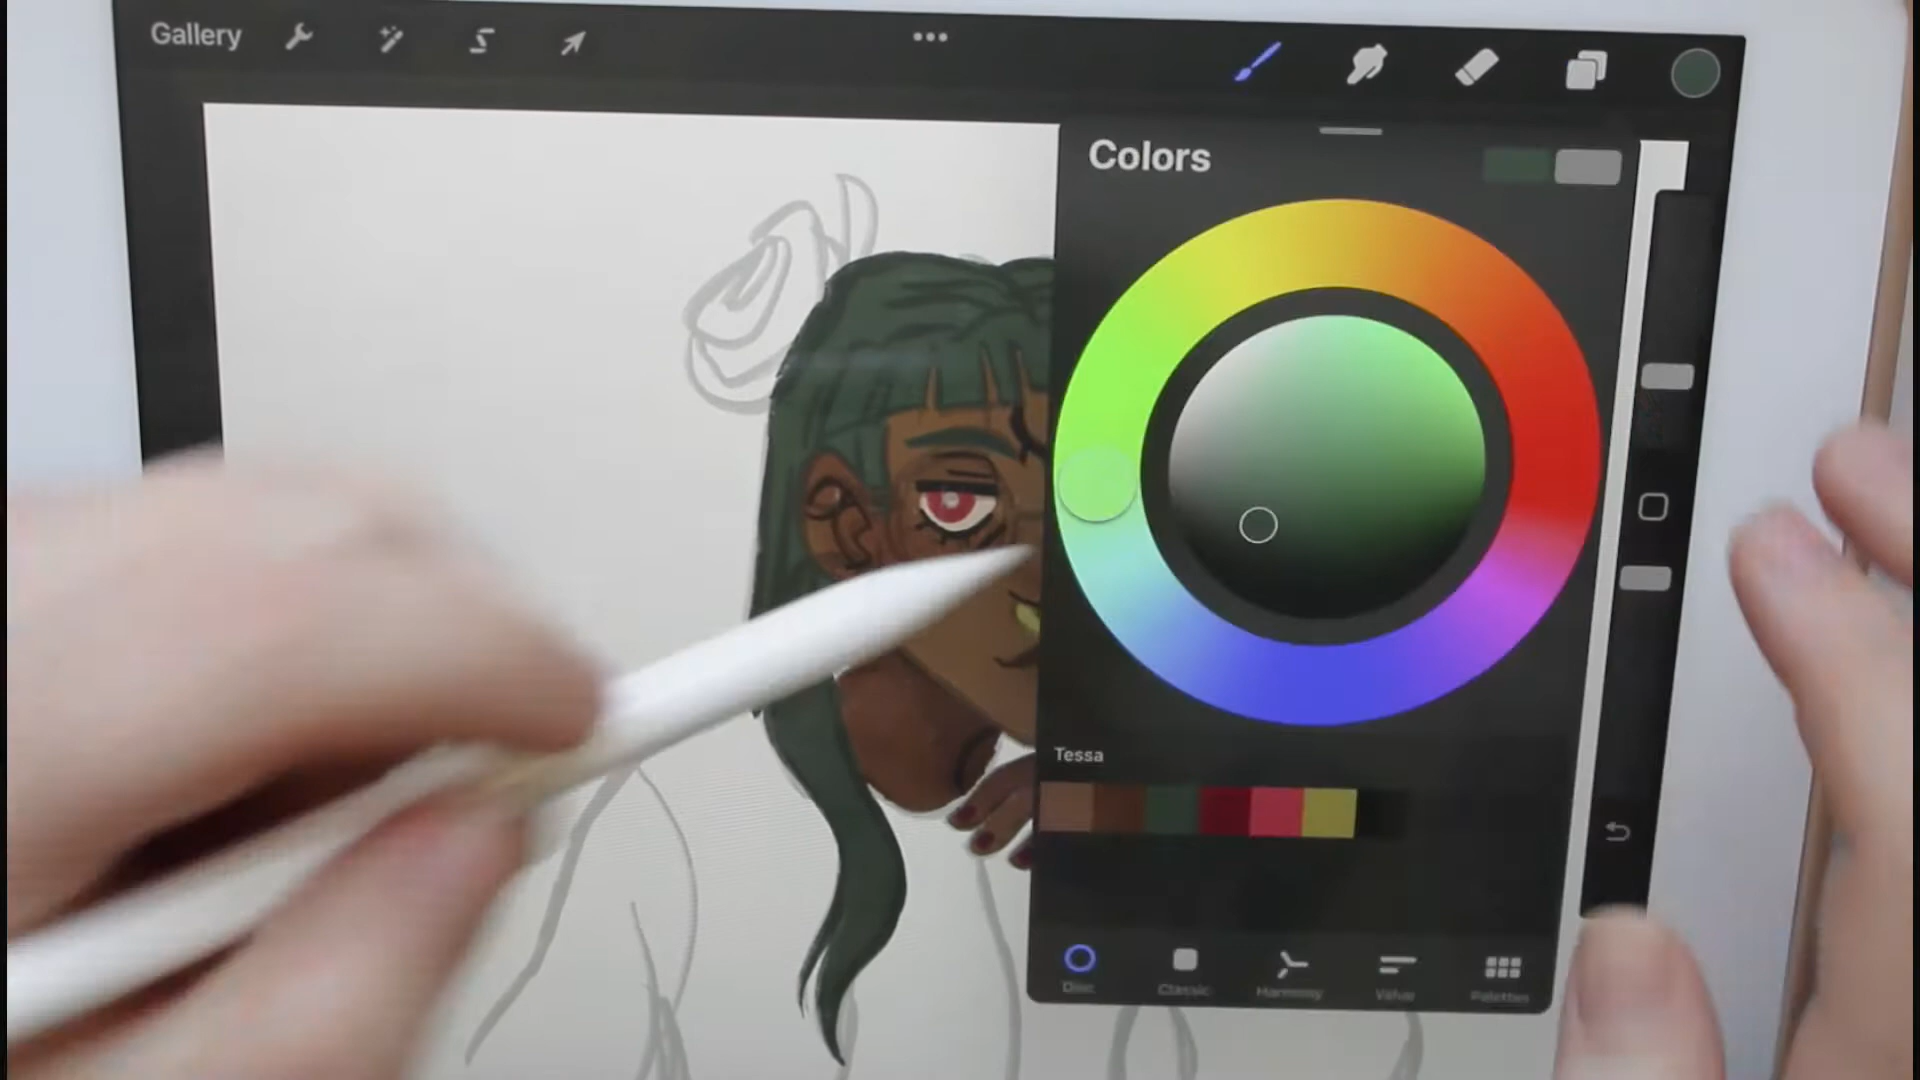 Gallery
Colors
Tessa
Disc
Classic
Harmony
Value
Palettes